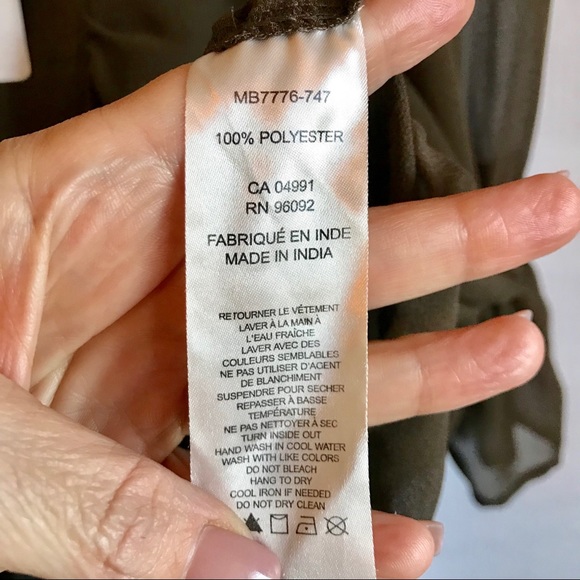 MB7776-747
100% POLYESTER
CA 04991
RN 96092
FABRIQUÉ EN INDE
MADE IN INDIA
RETOURNER LE VÊTEMENT
LAVER À LA MAIN À
L'EAU FRAÎCHE
LAVER AVEC DES
COULEURS SEMBLABLES
NE PAS UTILISER D'AGENT
DE BLANCHIMENT
SUSPENDRE POUR SECHER
REPASSER À BASSE
TEMPÉRATURE
NE PAS NETTOYER À SEC
TURN INSIDE OUT
HAND WASH IN COOL WATER
WASH WITH LIKE COLORS
DO NOT BLEACH
HANG TO DRY
COOL IRON IF NEEDED
DO NOT DRY CLEAN